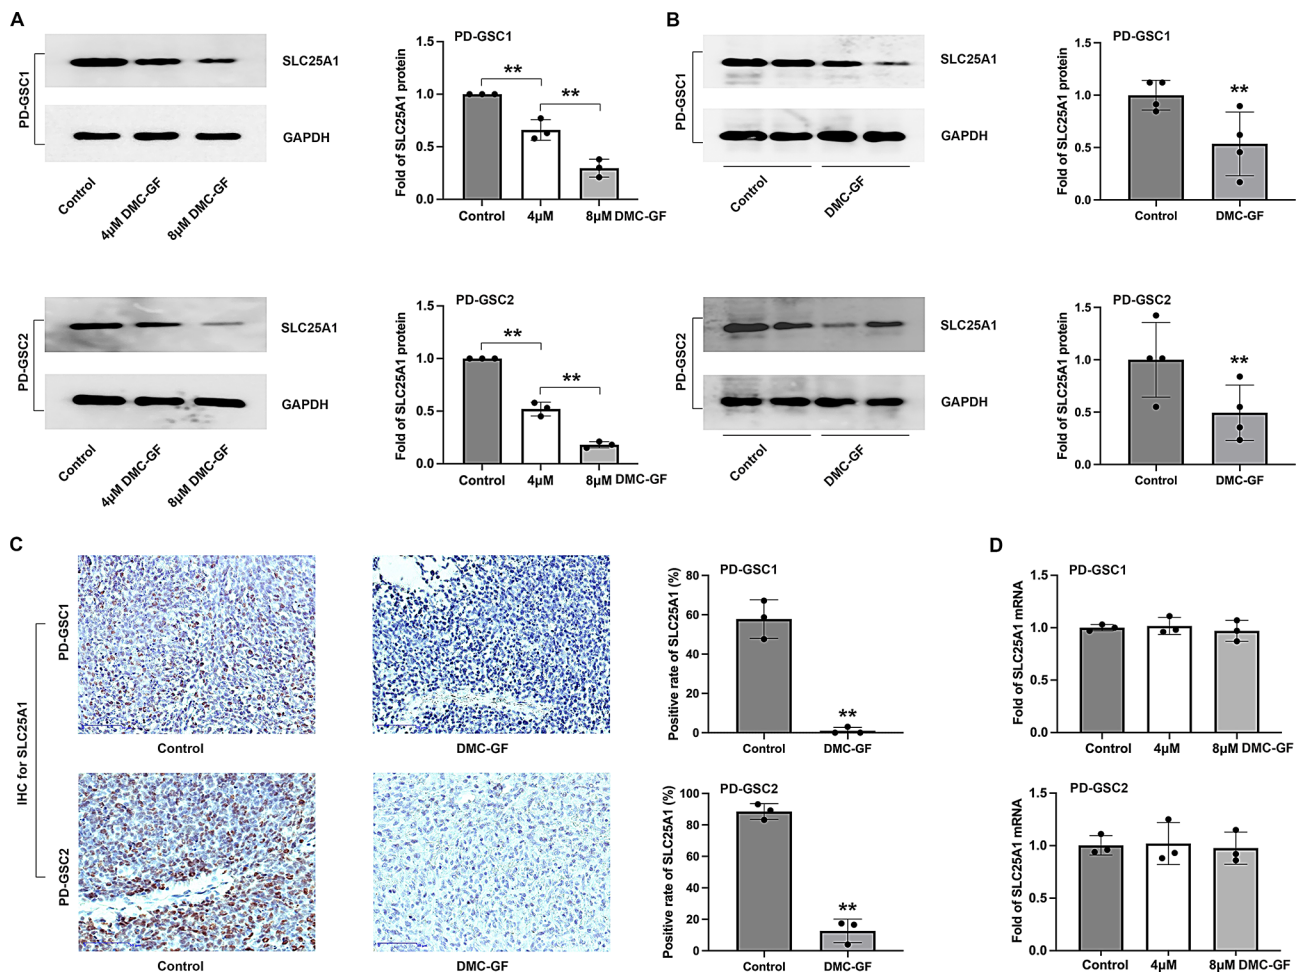 A
PD-GSC1
SLC25A1
GAPDH
Control
4μM DMC-GF
8μM DMC-GF
Fold of SLC25A1 protein
PD-GSC1
1.5
1.0
0.5
0.0
**
**
Control
4μM
8μM DMC-GF
PD-GSC2
SLC25A1
GAPDH
Control
4μM DMC-GF
8μM DMC-GF
Fold of SLC25A1 protein
PD-GSC2
1.5
1.0
0.5
0.0
**
**
Control
4μM
8μM DMC-GF
B
PD-GSC1
SLC25A1
GAPDH
Control
DMC-GF
Fold of SLC25A1 protein
PD-GSC1
1.5
1.0
0.5
0.0
**
Control
DMC-GF
PD-GSC2
SLC25A1
GAPDH
Control
DMC-GF
Fold of SLC25A1 protein
PD-GSC2
1.5
1.0
0.5
0.0
**
Control
DMC-GF
C
IHC for SLC25A1
PD-GSC1
Control
DMC-GF
PD-GSC2
Control
DMC-GF
Positive rate of SLC25A1 (%)
PD-GSC1
80
60
40
20
0
**
Control
DMC-GF
Positive rate of SLC25A1 (%)
PD-GSC2
100
80
60
40
20
0
**
Control
DMC-GF
D
Fold of SLC25A1 mRNA
PD-GSC1
1.5
1.0
0.5
0.0
Control
4μM
8μM DMC-GF
Fold of SLC25A1 mRNA
PD-GSC2
1.5
1.0
0.5
0.0
Control
4μM
8μM DMC-GF